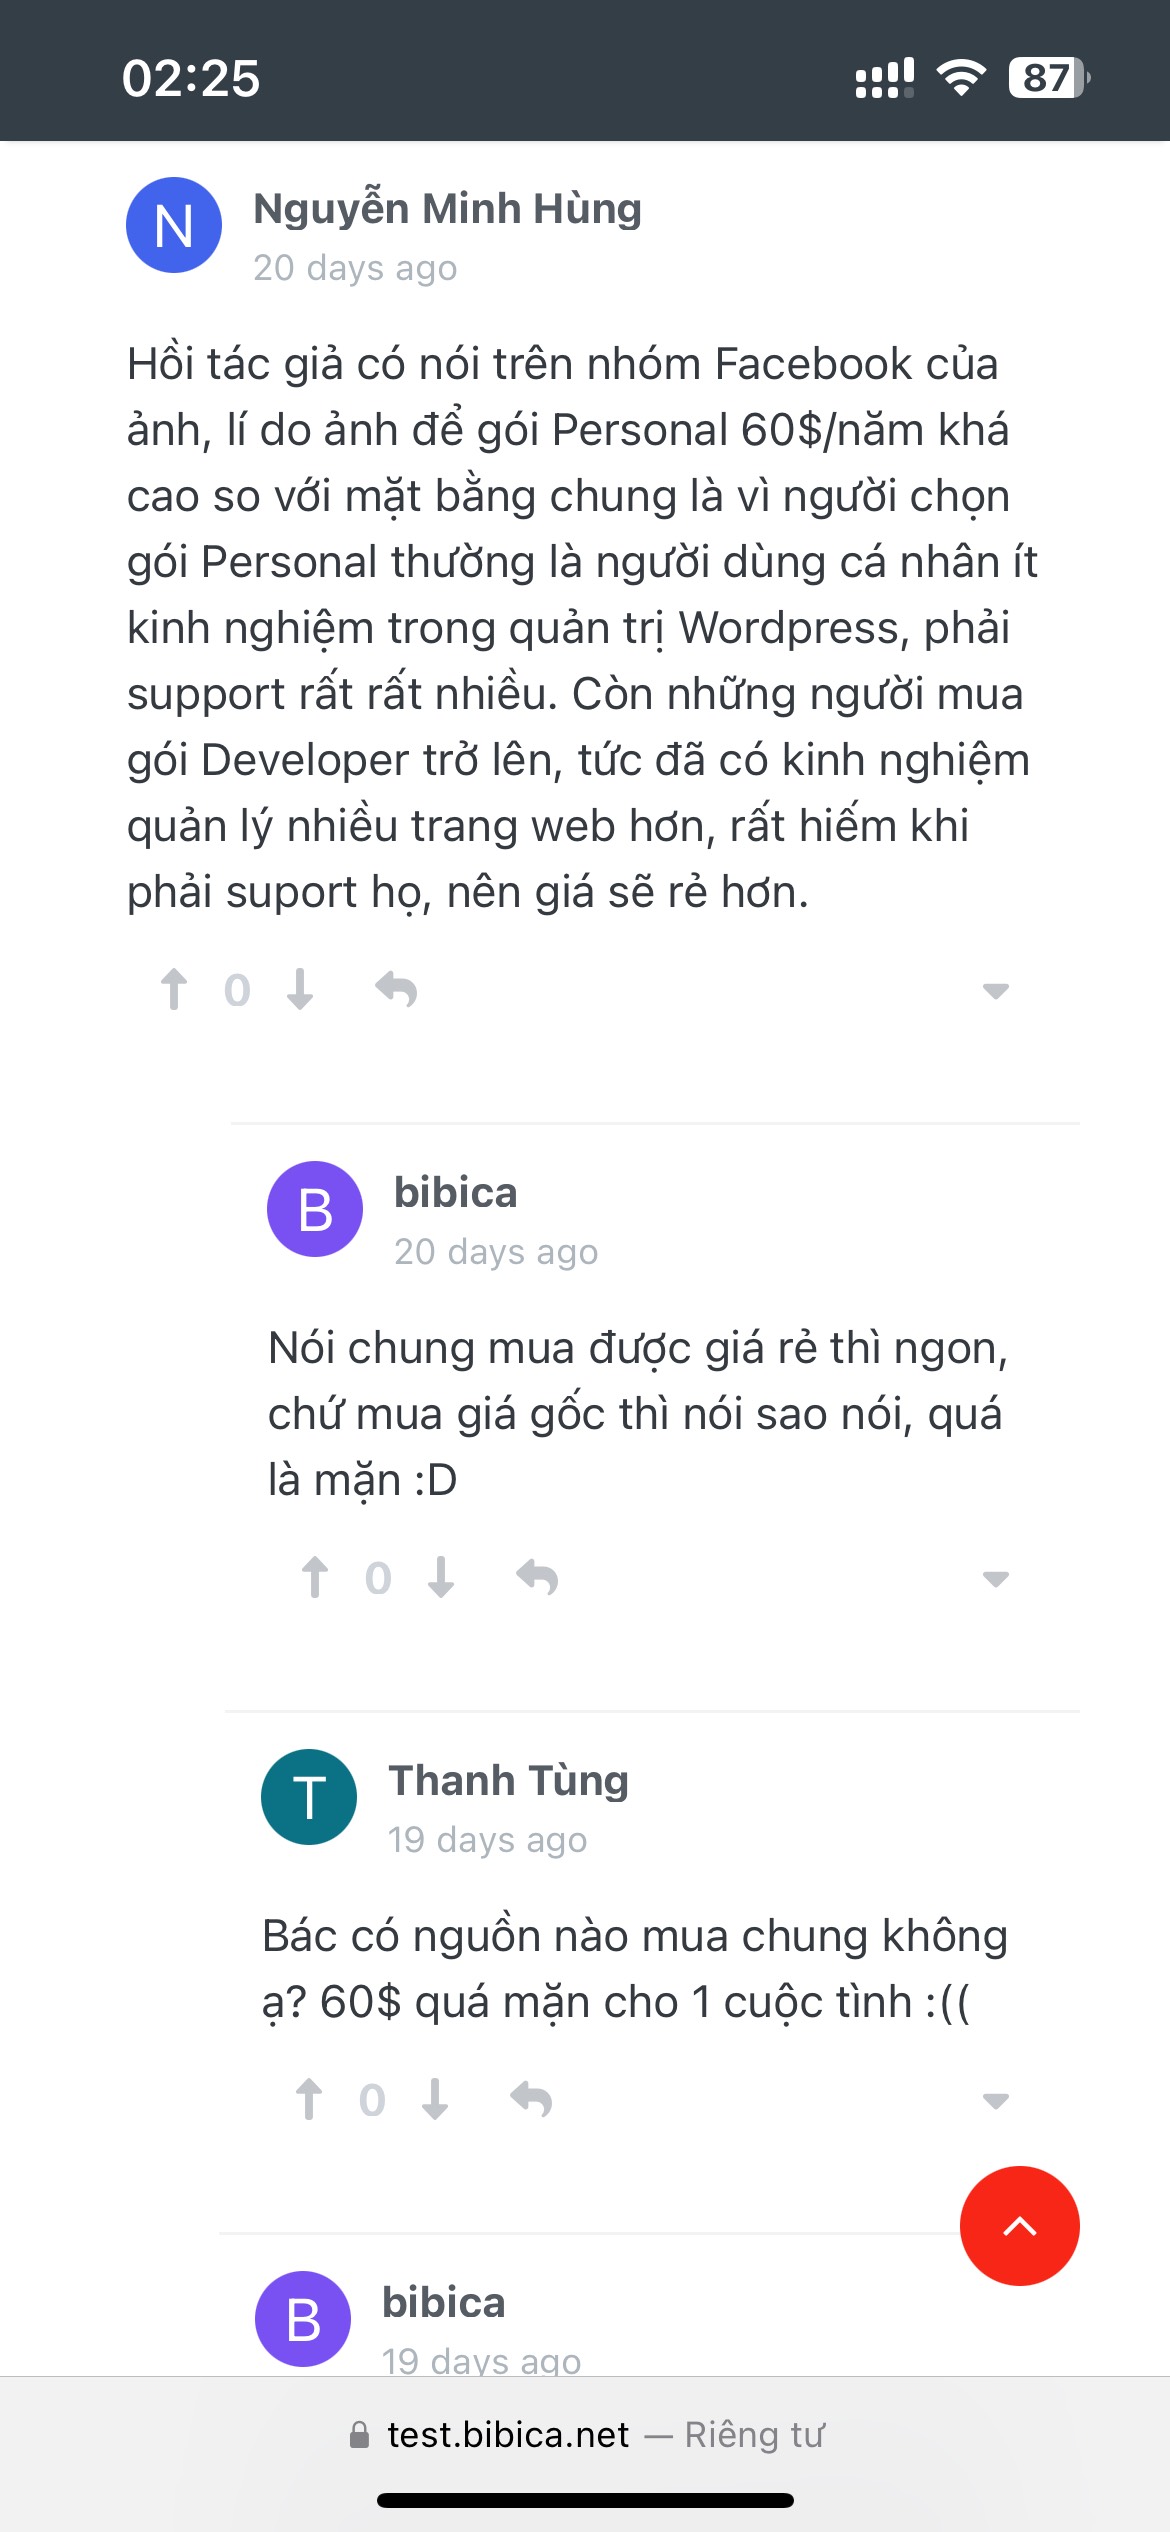 02:25
87
N
Nguyễn Minh Hùng
20 days ago
Hồi tác giả có nói trên nhóm Facebook của
ảnh, lí do ảnh để gói Personal 60$/năm khá
cao so với mặt bằng chung là vì người chọn
gói Personal thường là người dùng cá nhân ít
kinh nghiệm trong quản trị Wordpress, phải
support rất rất nhiều. Còn những người mua
gói Developer trở lên, tức đã có kinh nghiệm
quản lý nhiều trang web hơn, rất hiếm khi
phải suport họ, nên giá sẽ rẻ hơn.
0
B
bibica
20 days ago
Nói chung mua được giá rẻ thì ngon,
chứ mua giá gốc thì nói sao nói, quá
là mặn :D
0
T
Thanh Tùng
19 days ago
Bác có nguồn nào mua chung không
ạ? 60$ quá mặn cho 1 cuộc tình :((
0
B
bibica
19 days ago
test.bibica.net — Riêng tư